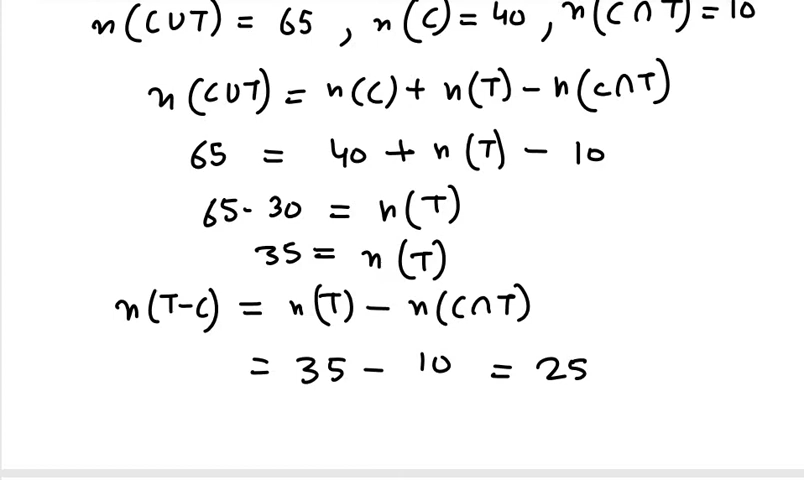 n(C∪T) = 65 , n(C) = 40 , n(C∩T) = 10
n(C∪T) = n(C) + n(T) - n(C∩T)
65 = 40 + n(T) - 10
65 - 30 = n(T)
35 = n(T)
n(T-C) = n(T) - n(C∩T)
= 35 - 10 = 25